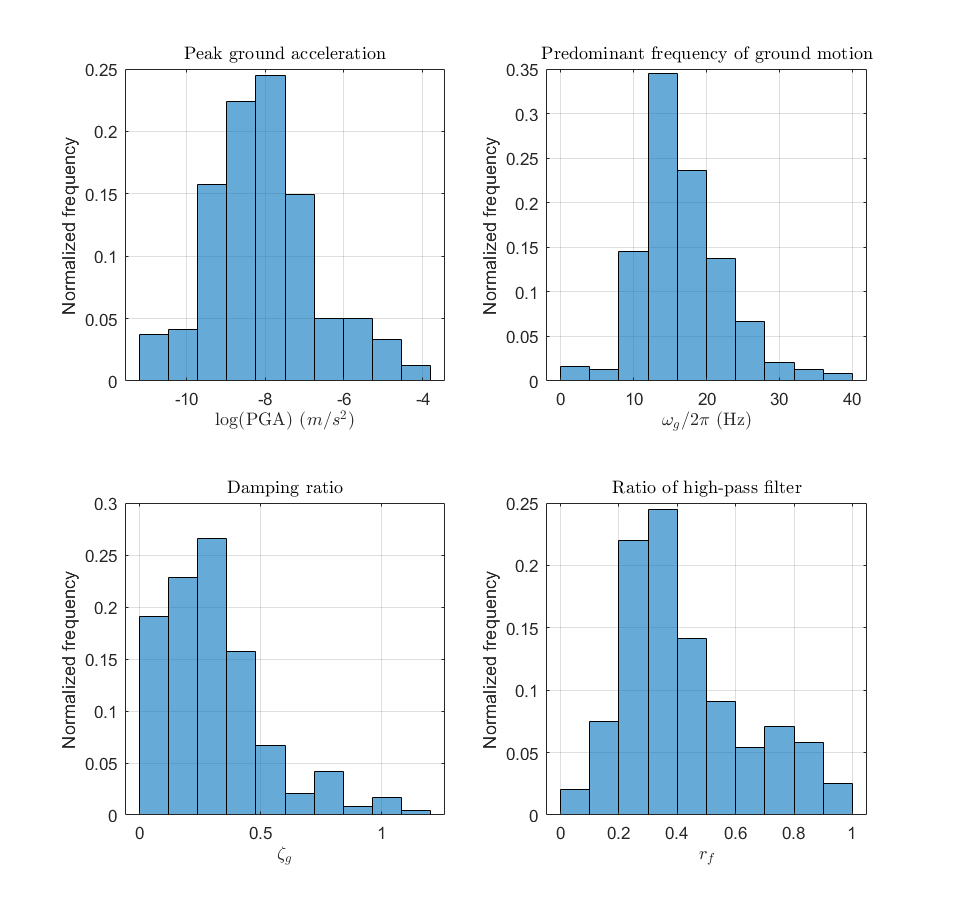 Peak ground acceleration
Normalized frequency
0.25
0.2
0.15
0.1
0.05
0
-10 -8 -6 -4
log(PGA) (m/s²)
Predominant frequency of ground motion
Normalized frequency
0.35
0.3
0.25
0.2
0.15
0.1
0.05
0
0 10 20 30 40
ω_g/2π (Hz)
Damping ratio
Normalized frequency
0.3
0.25
0.2
0.15
0.1
0.05
0
0 0.5 1
ζ_g
Ratio of high-pass filter
Normalized frequency
0.25
0.2
0.15
0.1
0.05
0
0 0.2 0.4 0.6 0.8 1
r_f